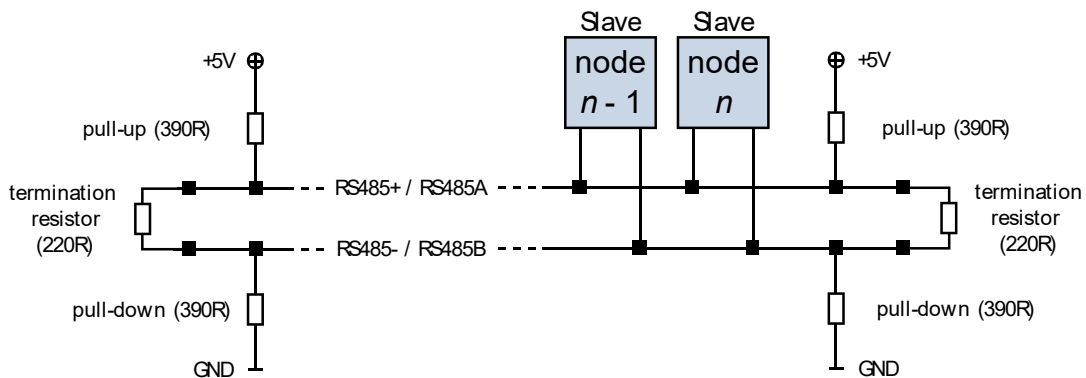 Slave
Slave
node
n - 1
node
n
+5V
+5V
pull-up (390R)
pull-up (390R)
RS485+ / RS485A
termination
resistor
(220R)
termination
resistor
(220R)
RS485- / RS485B
pull-down (390R)
pull-down (390R)
GND
GND